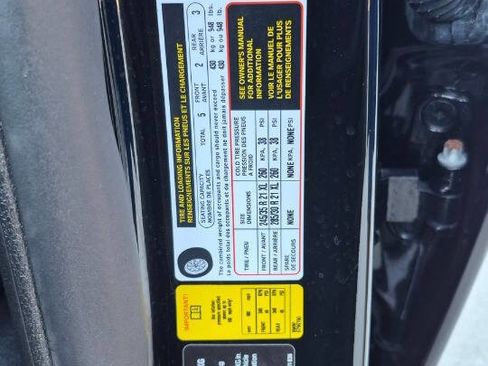 TIRE AND LOADING INFORMATION
RENSEIGNEMENTS SUR LES PNEUS ET LE CHARGEMENT
SEATING CAPACITY
NOMBRE DE PLACES
TOTAL 5 FRONT AVANT 2 REAR ARRIÈRE 3
The combined weight of occupants and cargo should never exceed 430 kg or 948 lbs.
Le poids total des occupants et du chargement ne doit jamais dépasser 430 kg ou 948 lb.
TIRE / PNEU SIZE DIMENSIONS COLD TIRE PRESSURE PRESSION DES PNEUS À FROID
FRONT / AVANT 245/35 R 21 XL 260 KPA, 38 PSI
REAR / ARRIÈRE 285/30 R 21 XL 260 KPA, 38 PSI
SPARE DE SECOURS NONE NONE KPA, NONE PSI
SEE OWNER'S MANUAL
FOR ADDITIONAL
INFORMATION
VOIR LE MANUEL DE
L'USAGER POUR PLUS
DE RENSEIGNEMENTS
IMPORTANT!